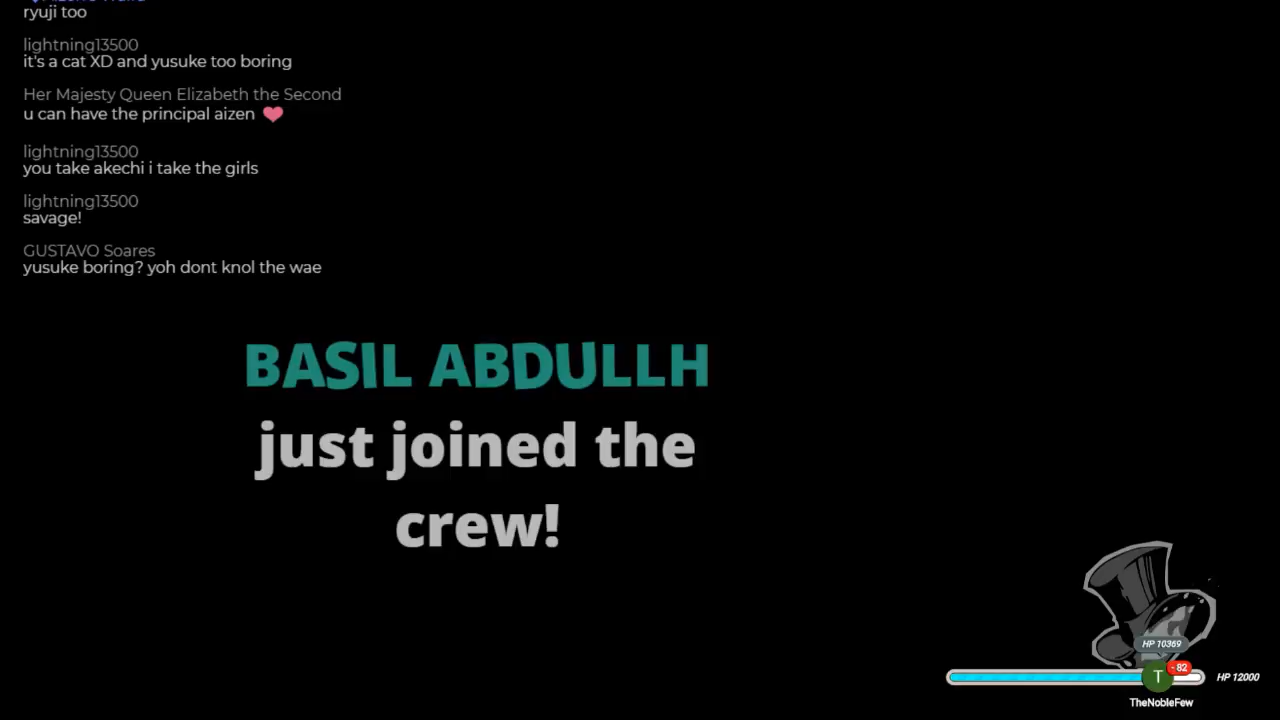 ryuji too
lightning13500
it's a cat XD and yusuke too boring
Her Majesty Queen Elizabeth the Second
u can have the principal aizen
lightning13500
you take akechi i take the girls
lightning13500
savage!
GUSTAVO Soares
yusuke boring? yoh dont knol the wae
BASIL ABDULLH
just joined the
crew!
HP 10369
T
-82
HP 12000
TheNobleFew